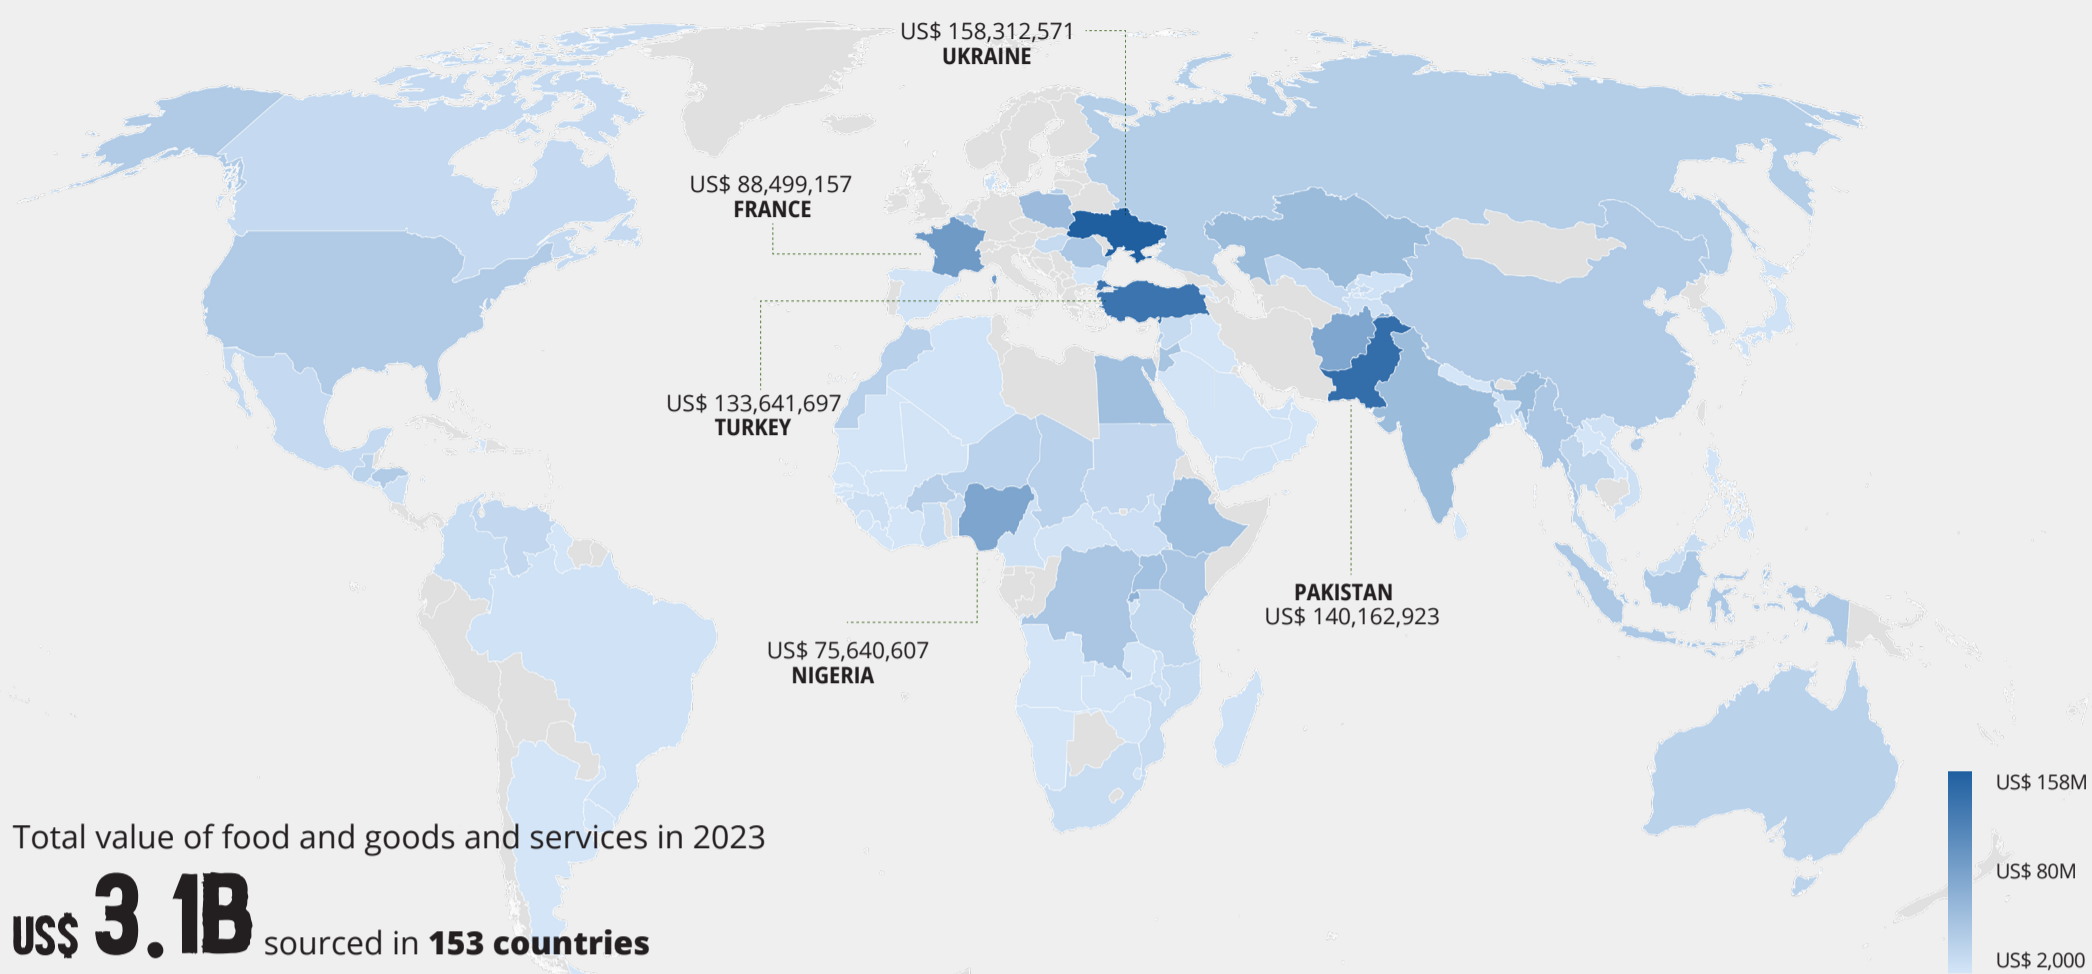 US$ 158,312,571
UKRAINE
US$ 88,499,157
FRANCE
US$ 133,641,697
TURKEY
PAKISTAN
US$ 140,162,923
US$ 75,640,607
NIGERIA
US$ 158M
US$ 80M
US$ 2,000
Total value of food and goods and services in 2023
US$ 3.1B sourced in 153 countries